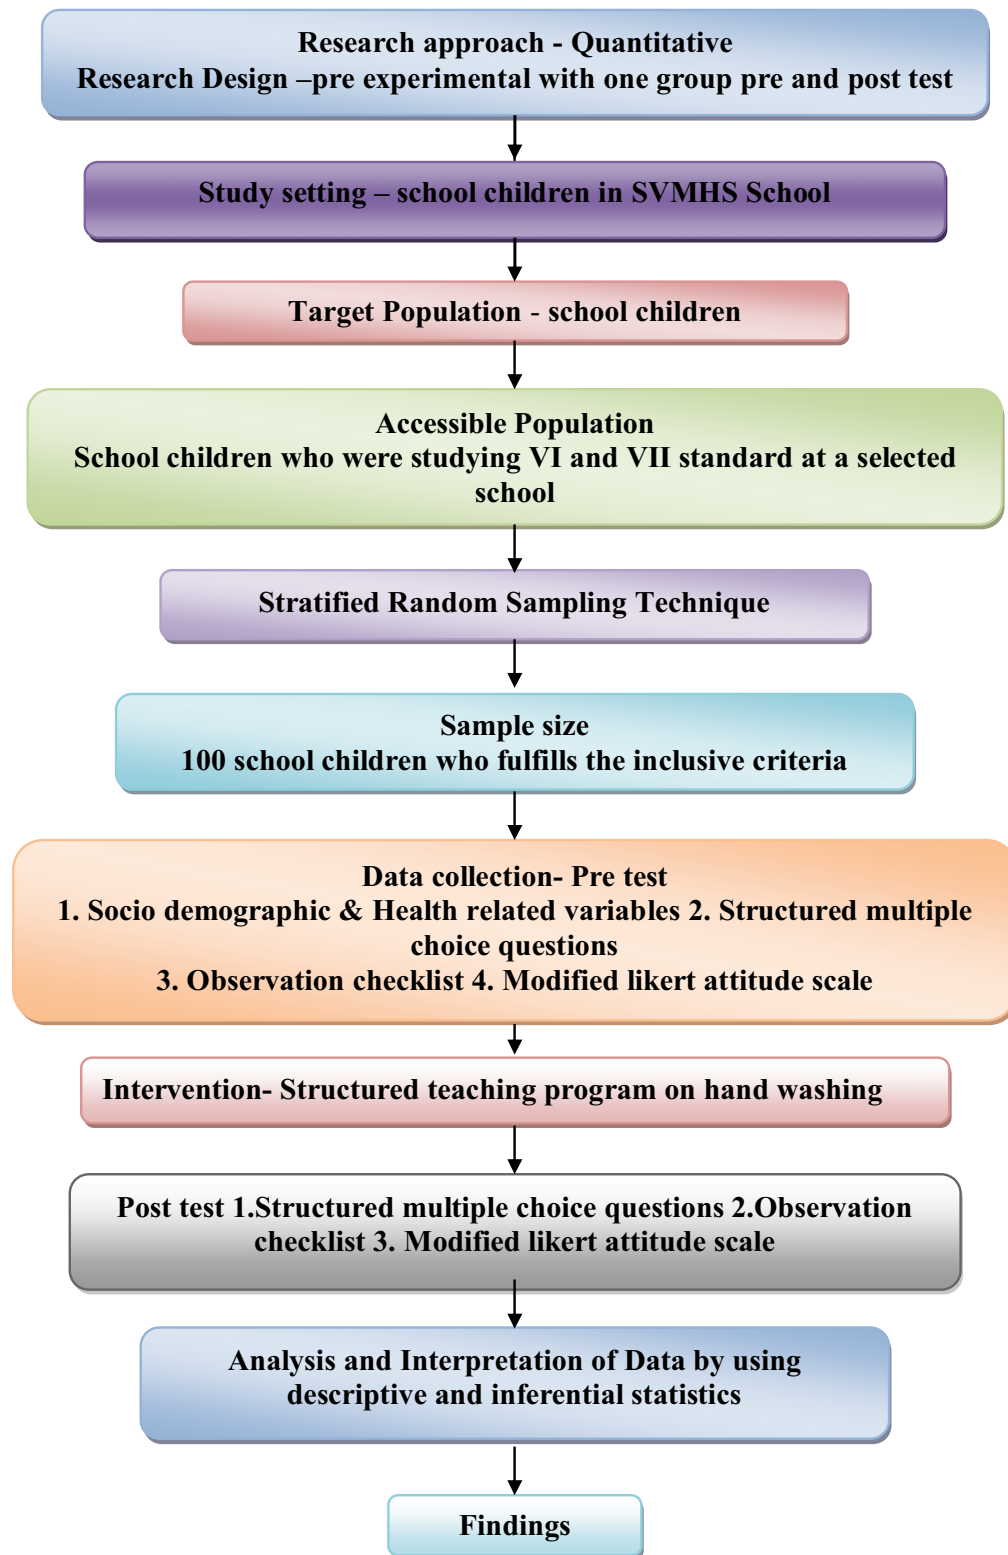 Research approach - Quantitative
Research Design –pre experimental with one group pre and post test
Study setting – school children in SVMHS School
Target Population - school children
Accessible Population
School children who were studying VI and VII standard at a selected
school
Stratified Random Sampling Technique
Sample size
100 school children who fulfills the inclusive criteria
Data collection- Pre test
1. Socio demographic & Health related variables 2. Structured multiple
choice questions
3. Observation checklist 4. Modified likert attitude scale
Intervention- Structured teaching program on hand washing
Post test 1.Structured multiple choice questions 2.Observation
checklist 3. Modified likert attitude scale
Analysis and Interpretation of Data by using
descriptive and inferential statistics
Findings